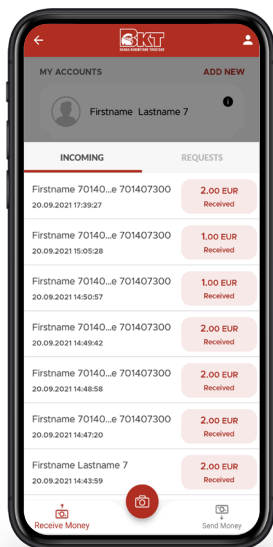 BKT
BANKA KOMBETARE TREGTARE
MY ACCOUNTS ADD NEW
Firstname Lastname 7
INCOMING REQUESTS
Firstname 70140...e 701407300 2.00 EUR
20.09.2021 17:39:27 Received
Firstname 70140...e 701407300 1.00 EUR
20.09.2021 15:05:28 Received
Firstname 70140...e 701407300 1.00 EUR
20.09.2021 14:50:57 Received
Firstname 70140...e 701407300 2.00 EUR
20.09.2021 14:49:42 Received
Firstname 70140...e 701407300 2.00 EUR
20.09.2021 14:48:58 Received
Firstname 70140...e 701407300 2.00 EUR
20.09.2021 14:47:20 Received
Firstname Lastname 7 2.00 EUR
20.09.2021 14:43:59 Received
Receive Money Send Money